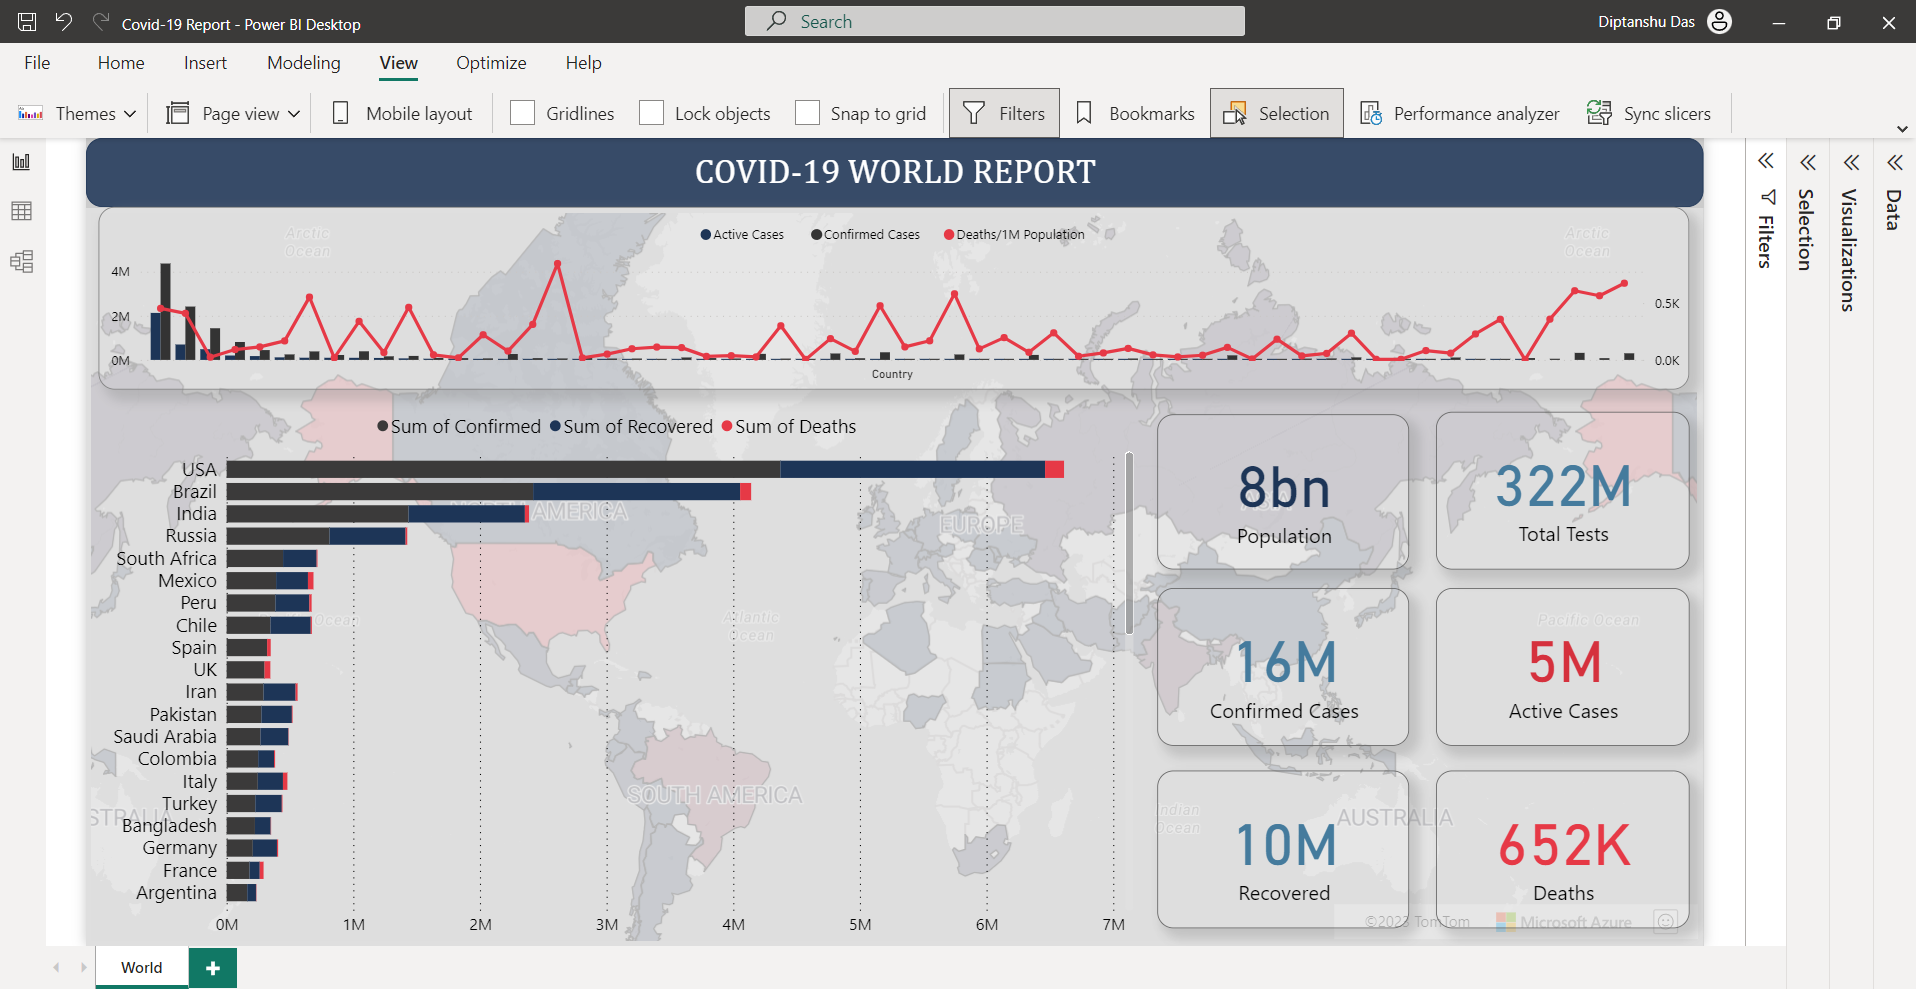 Covid-19 Report - Power BI Desktop
Search
Diptanshu Das
File Home Insert Modeling View Optimize Help
Themes Page view Mobile layout Gridlines Lock objects Snap to grid Filters Bookmarks Selection Performance analyzer Sync slicers
COVID-19 WORLD REPORT
Active Cases Confirmed Cases Deaths/1M Population
Arctic
Ocean
Arctic
Ocean
4M
2M
0M
0.5K
0.0K
Country
Sum of Confirmed Sum of Recovered Sum of Deaths
USA
Brazil
India
Russia
South Africa
Mexico
Peru
Chile
Spain
UK
Iran
Pakistan
Saudi Arabia
Colombia
Italy
Turkey
Bangladesh
Germany
France
Argentina
0M 1M 2M 3M 4M 5M 6M 7M
AMERICA
EUROPE
Ocean
Atlantic
Ocean
SOUTH AMERICA
Pacific Ocean
Indian
Ocean
AUSTRALIA
8bn
Population
322M
Total Tests
16M
Confirmed Cases
5M
Active Cases
10M
Recovered
652K
Deaths
©2023 TomTom Microsoft Azure
Filters
Selection
Visualizations
Data
World